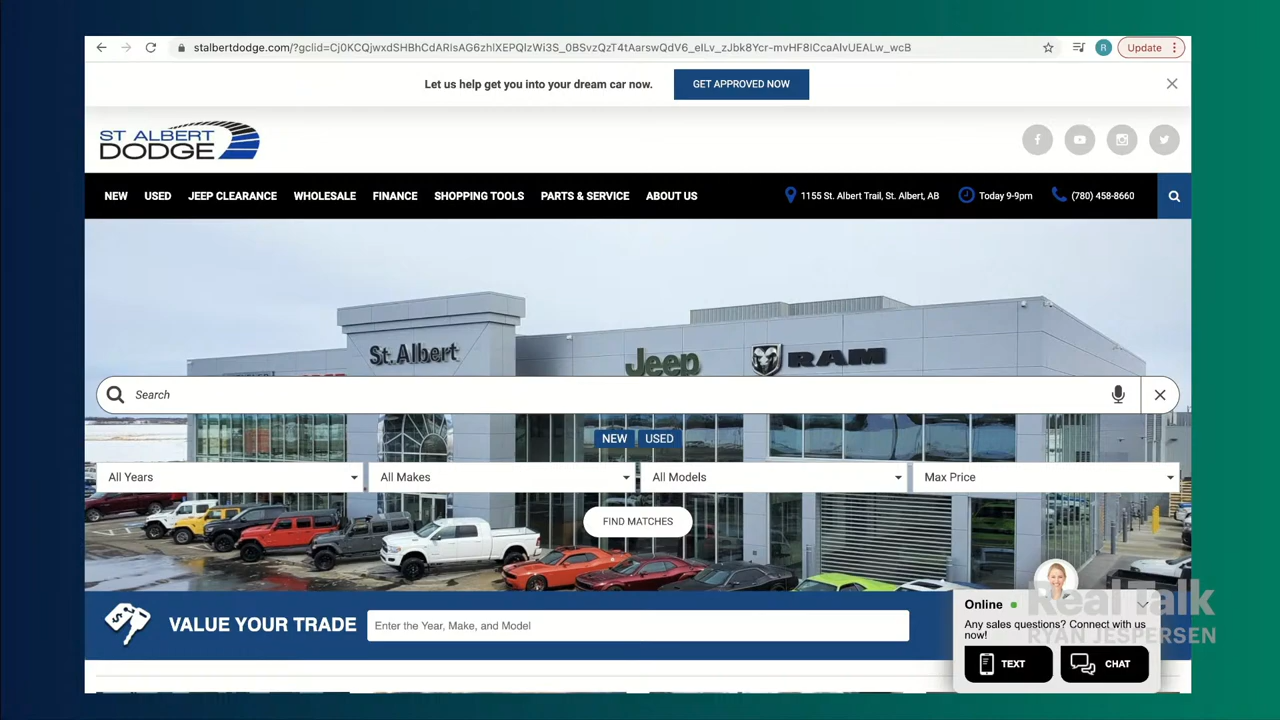 stalbertdodge.com/?gclid=Cj0KCQjwxdSHBhCdARIsAG6zhlXEPQIzWi3S_0BSvzQzT4tAarswQdV6_eILv_zJbk8Ycr-mvHF8iCcaAlvUEALw_wcB
R
Update
Let us help get you into your dream car now.
GET APPROVED NOW
ST ALBERT
DODGE
NEW USED JEEP CLEARANCE WHOLESALE FINANCE SHOPPING TOOLS PARTS & SERVICE ABOUT US
1155 St. Albert Trail, St. Albert, AB
Today 9-9pm
(780) 458-8660
St. Albert
Jeep
RAM
Search
NEW USED
All Years
All Makes
All Models
Max Price
FIND MATCHES
VALUE YOUR TRADE
Enter the Year, Make, and Model
Online
Any sales questions? Connect with us
now!
TEXT
CHAT
Real Talk
RYAN JESPERSEN